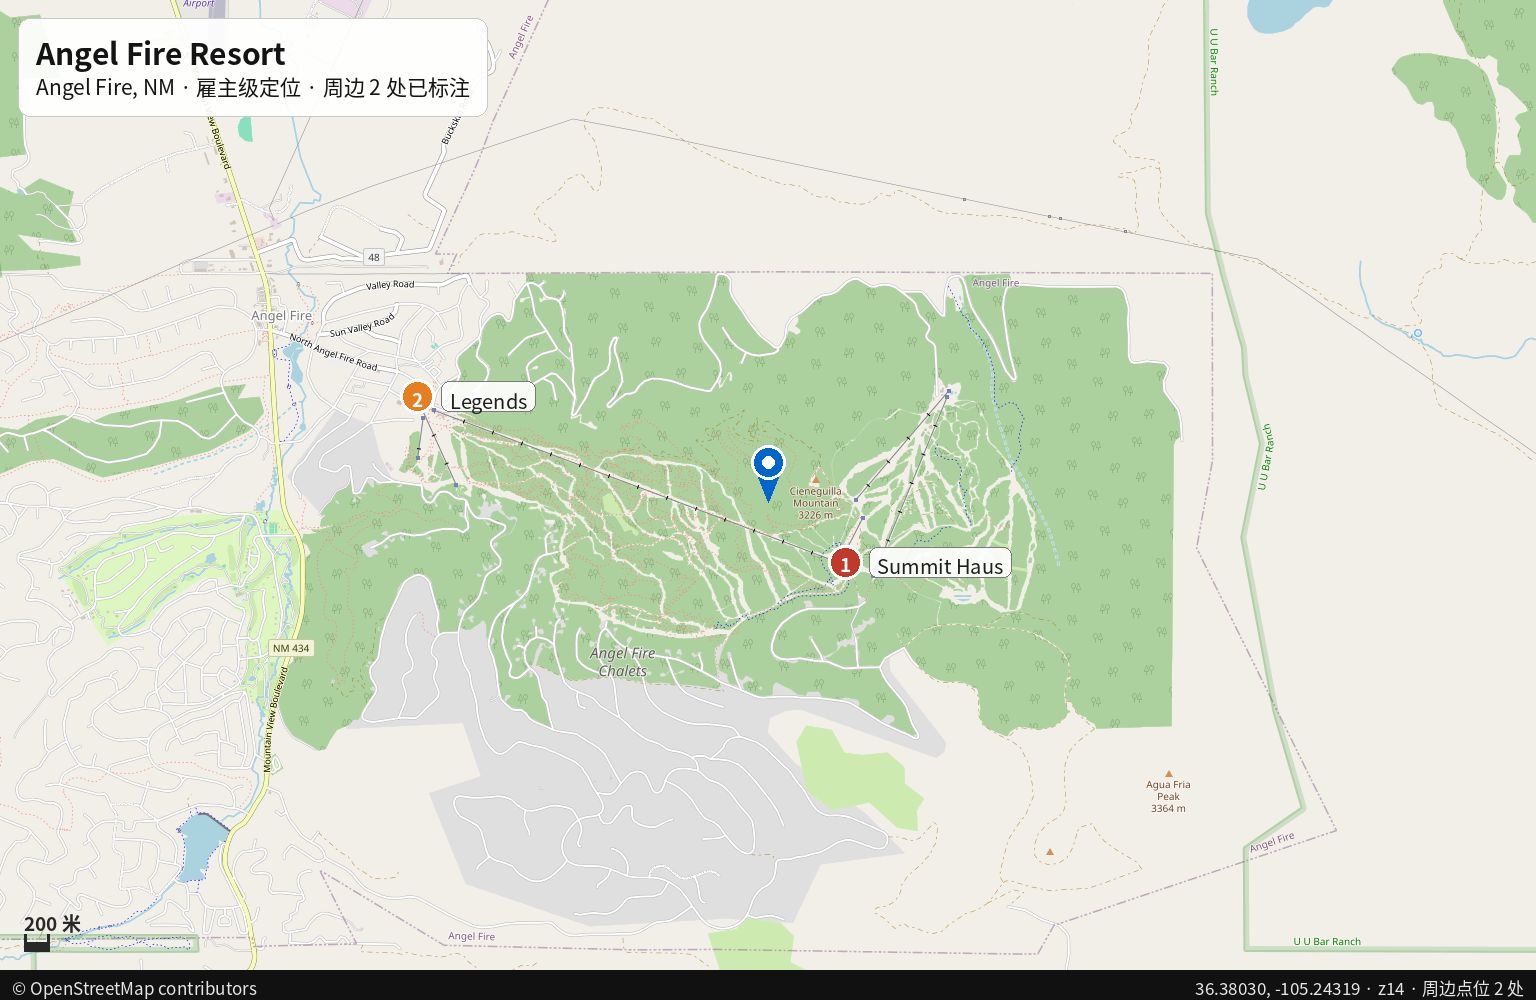 Airport
Angel Fire Resort
Angel Fire, NM · 雇主级定位 · 周边 2 处已标注
Angel Fire
U U Bar Ranch
48
Valley Road
Angel Fire
Angel Fire
Sun Valley Road
North Angel Fire Road
2
Legends
U U Bar Ranch
Cieneguilla
Mountain
3226 m
1
Summit Haus
NM 434
Angel Fire
Chalets
Mountain View Boulevard
Agua Fria
Peak
3364 m
Angel Fire
200 米
Angel Fire
U U Bar Ranch
© OpenStreetMap contributors
36.38030, -105.24319 · z14 · 周边点位 2 处